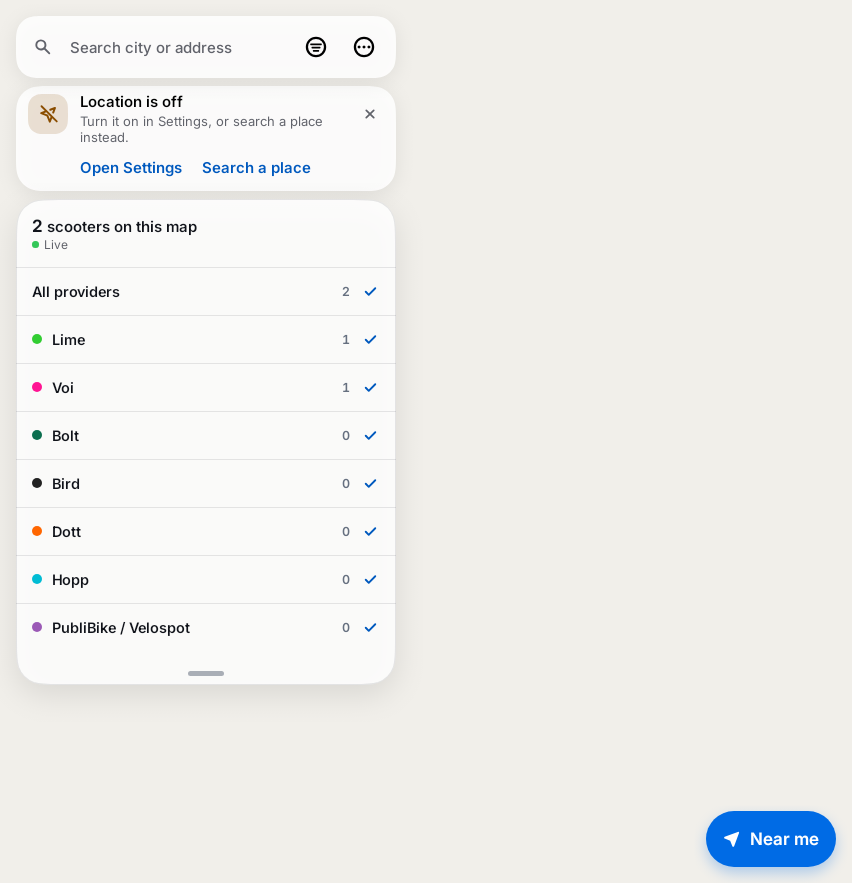 Search city or address
Location is off
Turn it on in Settings, or search a place
instead.
Open Settings Search a place
2 scooters on this map
Live
All providers 2
Lime 1
Voi 1
Bolt 0
Bird 0
Dott 0
Hopp 0
PubliBike / Velospot 0
Near me